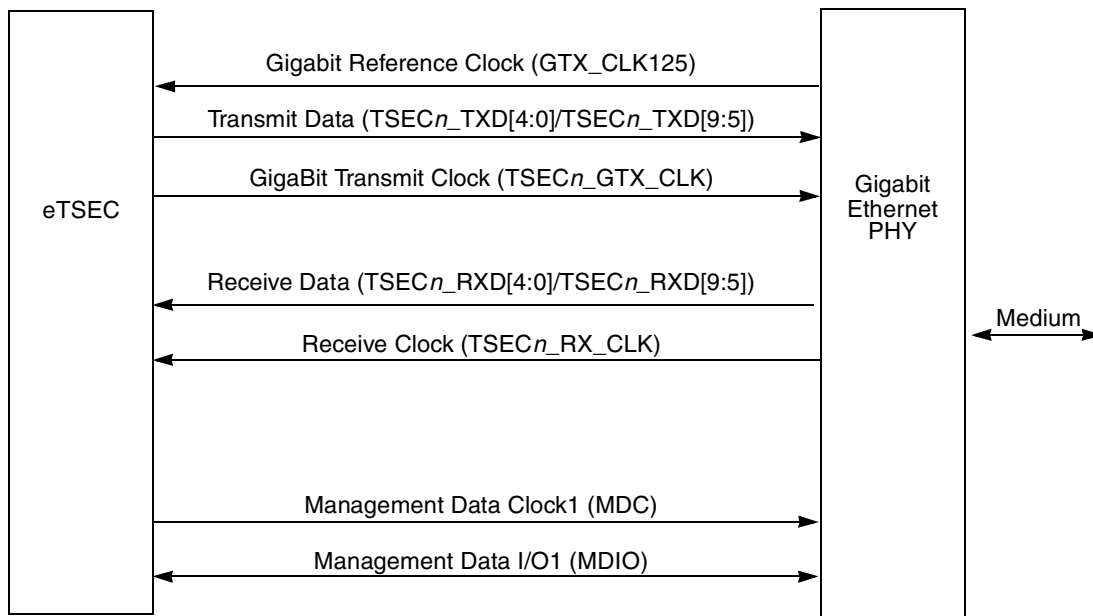 Gigabit Reference Clock (GTX_CLK125)
Transmit Data (TSECn_TXD[4:0]/TSECn_TXD[9:5])
GigaBit Transmit Clock (TSECn_GTX_CLK)
eTSEC
Gigabit
Ethernet
PHY
Receive Data (TSECn_RXD[4:0]/TSECn_RXD[9:5])
Medium
Receive Clock (TSECn_RX_CLK)
Management Data Clock1 (MDC)
Management Data I/O1 (MDIO)